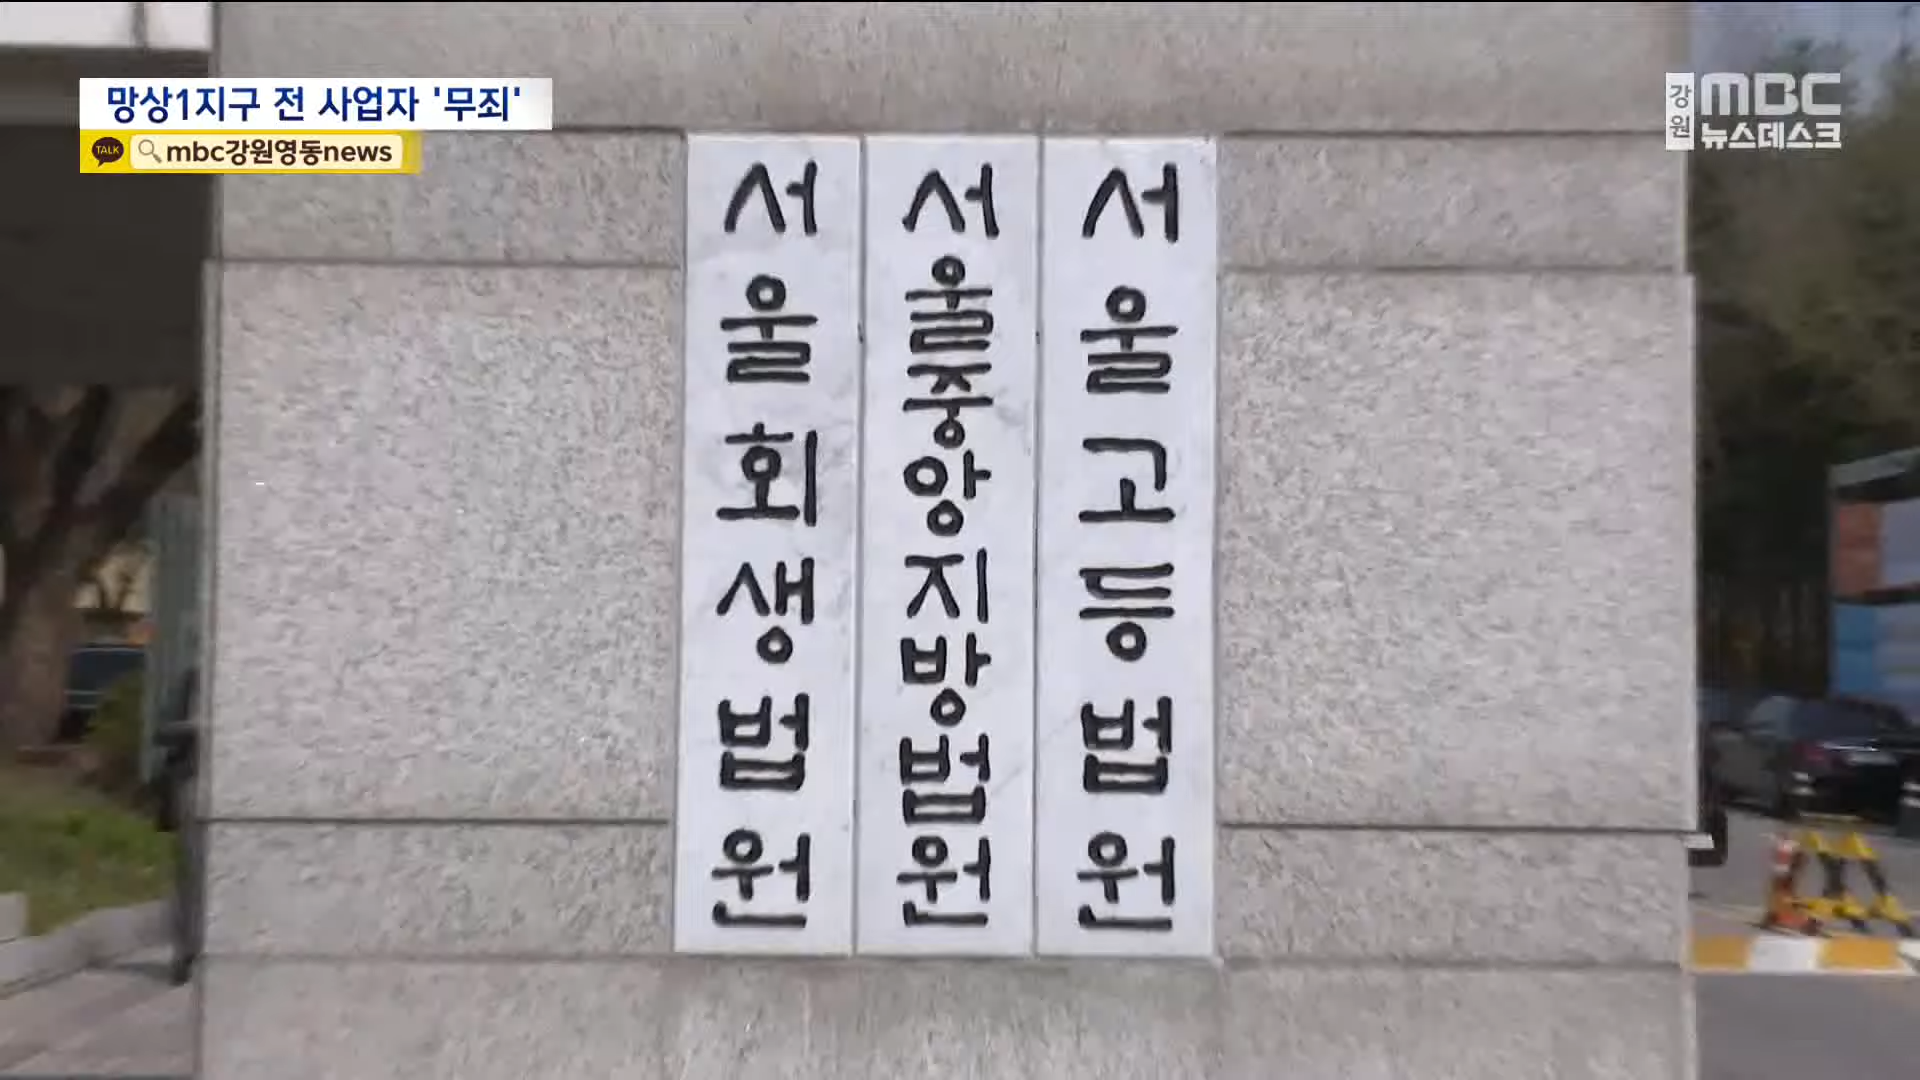 망상1지구 전 사업자 '무죄'
TALK mbc강원영동news
강원 MBC
뉴스데스크
서울회생법원
서울중앙지방법원
서울고등법원